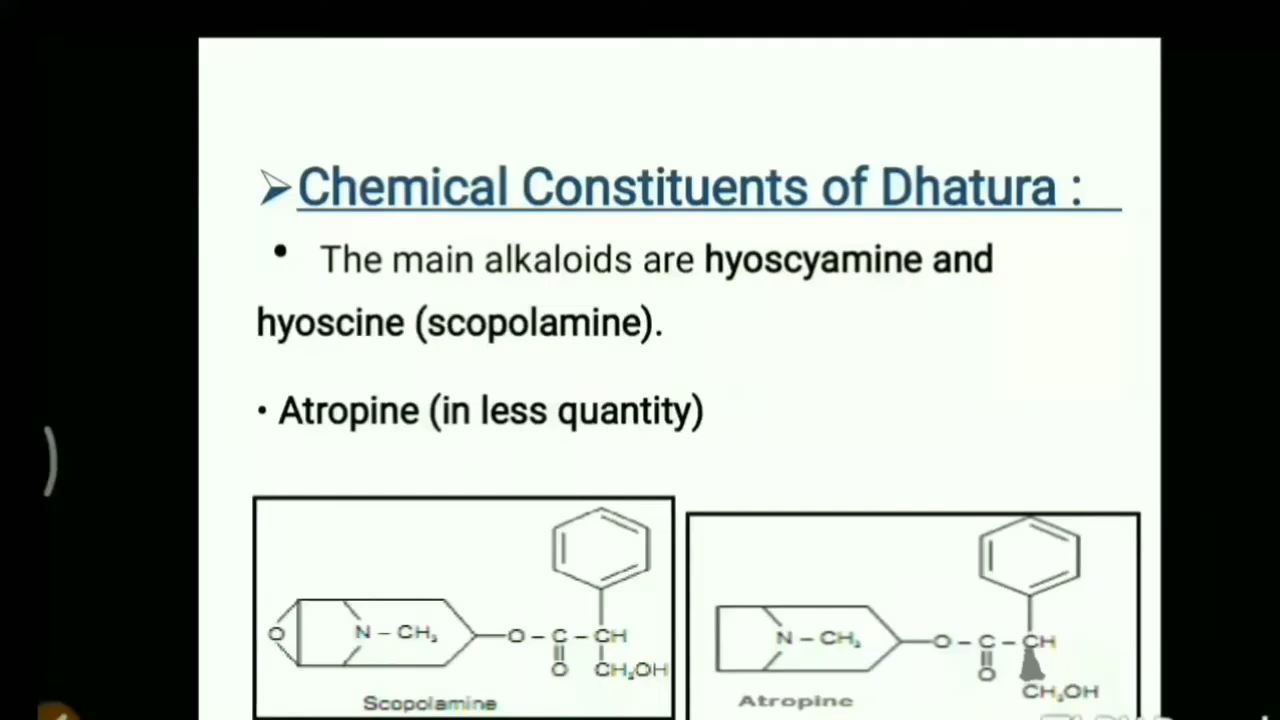 ➢Chemical Constituents of Dhatura :
• The main alkaloids are hyoscyamine and
hyoscine (scopolamine).
• Atropine (in less quantity)
O
N – CH₃
O – C – CH
O
CH₂OH
Scopolamine
N – CH₃
O – C – CH
O
CH₂OH
Atropine